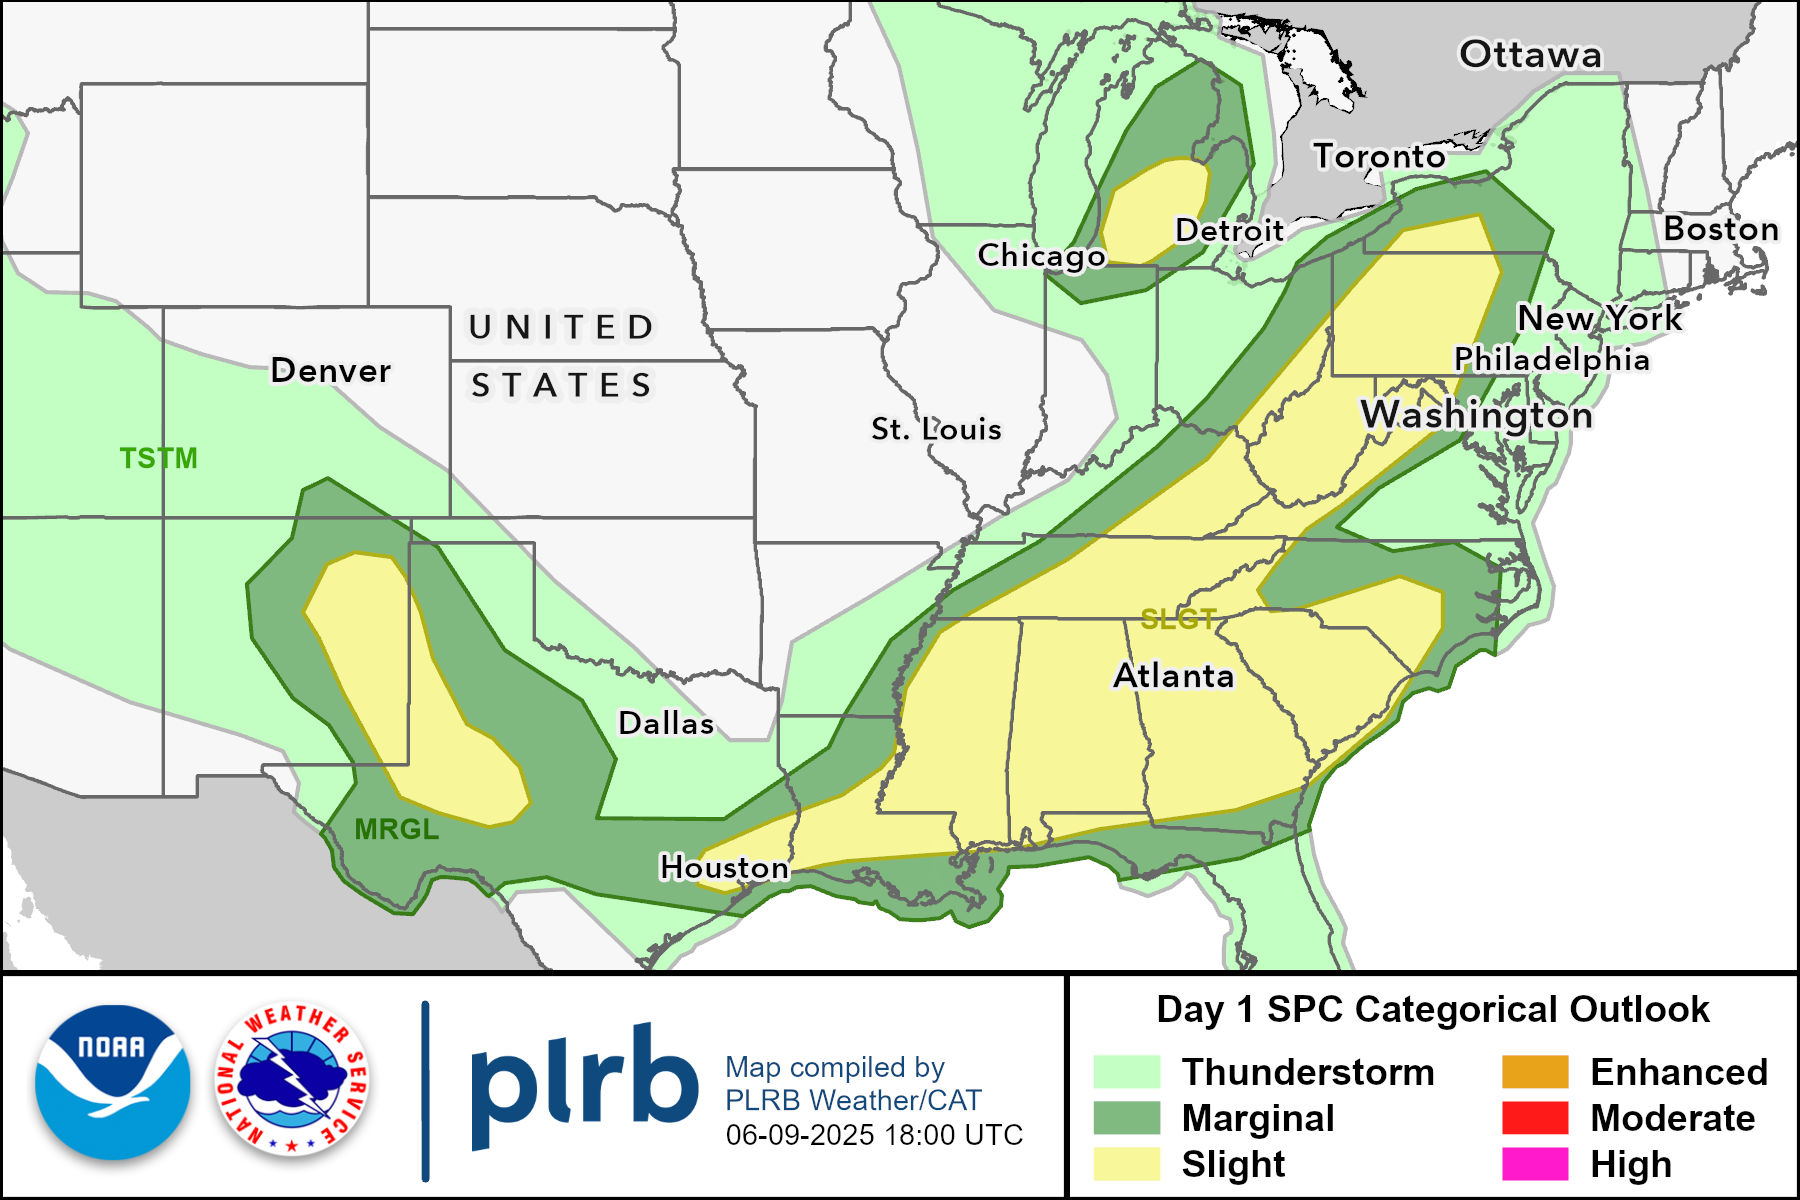 Ottawa
Toronto
Boston
Detroit
Chicago
New York
UNITED
Philadelphia
Denver
STATES
Washington
St. Louis
TSTM
SLGT
Atlanta
Dallas
MRGL
Houston
NOAA
NATIONAL WEATHER SERVICE
plrb
Map compiled by
PLRB Weather/CAT
06-09-2025 18:00 UTC
Day 1 SPC Categorical Outlook
Thunderstorm
Marginal
Slight
Enhanced
Moderate
High